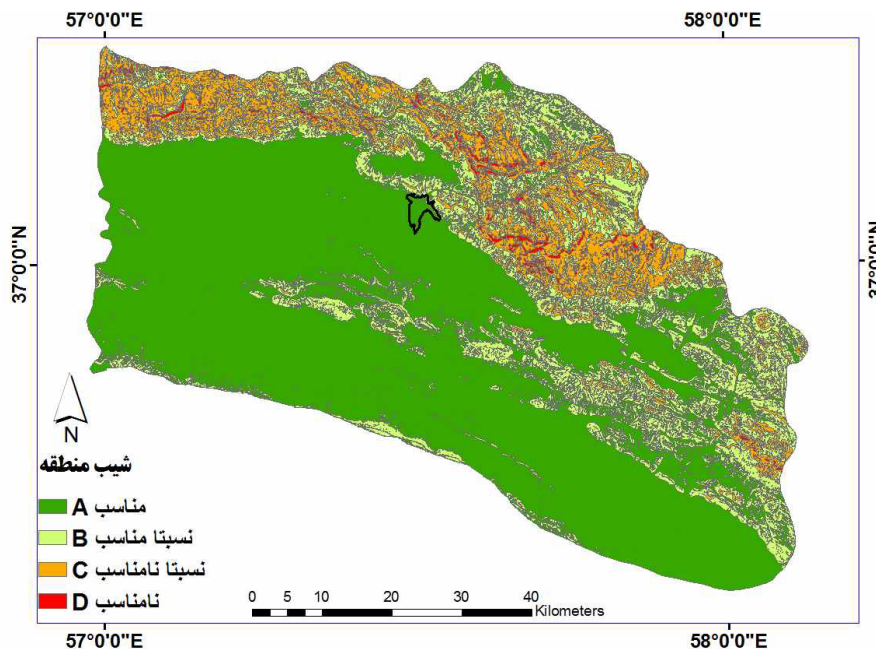 57°0'0"E 58°0'0"E
37°0'0"N 37°0'0"N
N
شیب منطقه
A مناسب
B نسبتا مناسب
C نسبتا نامناسب
D نامناسب
0 5 10 20 30 40
Kilometers
57°0'0"E 58°0'0"E